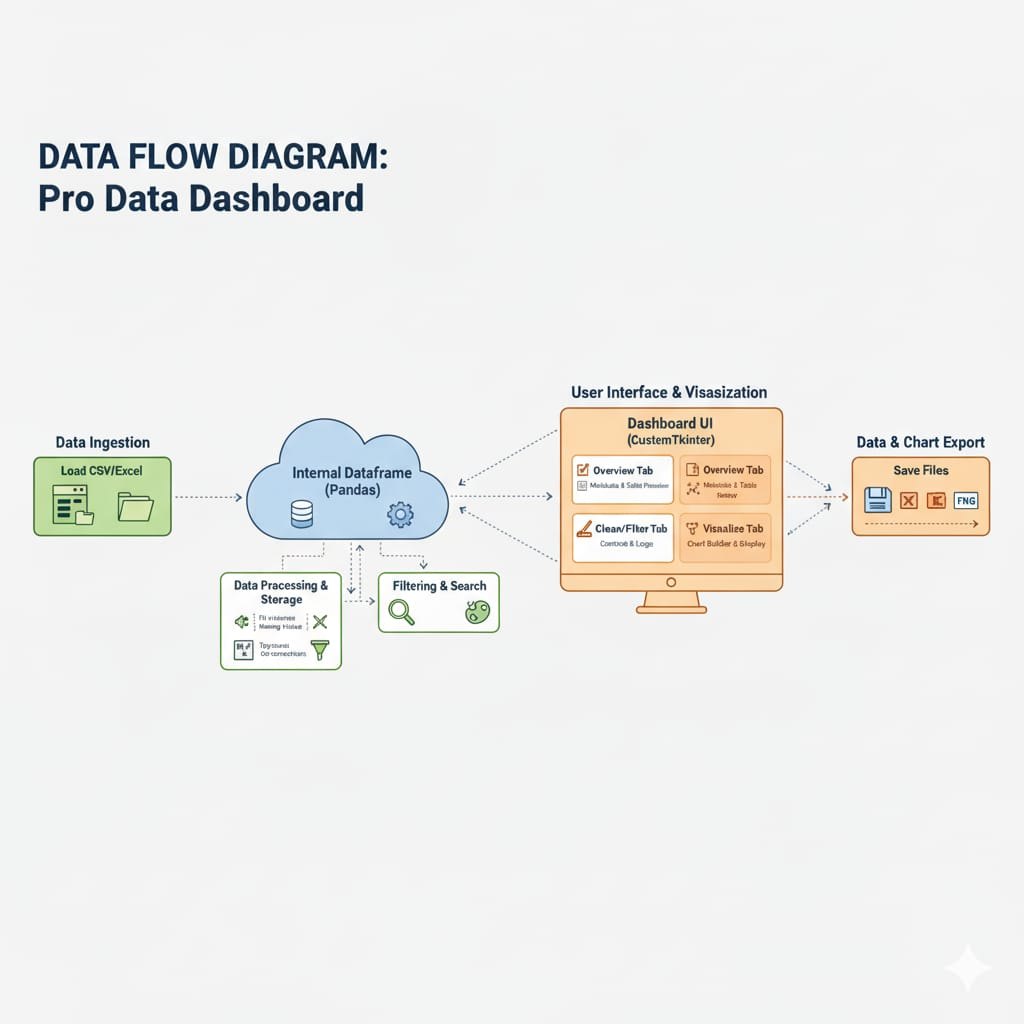 DATA FLOW DIAGRAM:
Pro Data Dashboard
Data Ingestion
Load CSV/Excel
Internal Dataframe
(Pandas)
Data Pracessing &
Storage
Filtering & Search
User Interface & Visasization
Dashboard UI
(CustemTkinter)
Overview Tab
Overview Tab
Clean/Flter Tab
Visnalize Tab
Chert Builder & Slepley
Data & Chart Export
Save Files
FNG